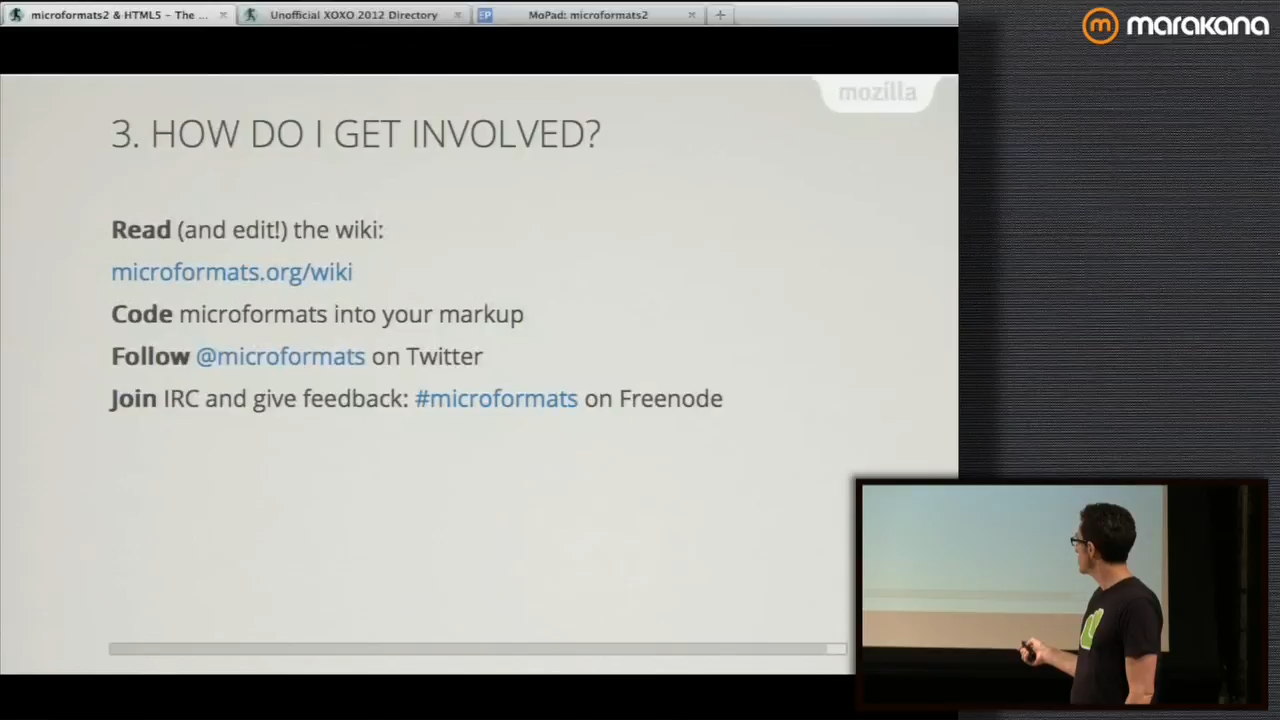 microformats2 & HTML5 - The ...
Unofficial XOXO 2012 Directory
EP
MoPad: microformats2
marakana
mozilla
3. HOW DO I GET INVOLVED?
Read (and edit!) the wiki:
microformats.org/wiki
Code microformats into your markup
Follow @microformats on Twitter
Join IRC and give feedback: #microformats on Freenode